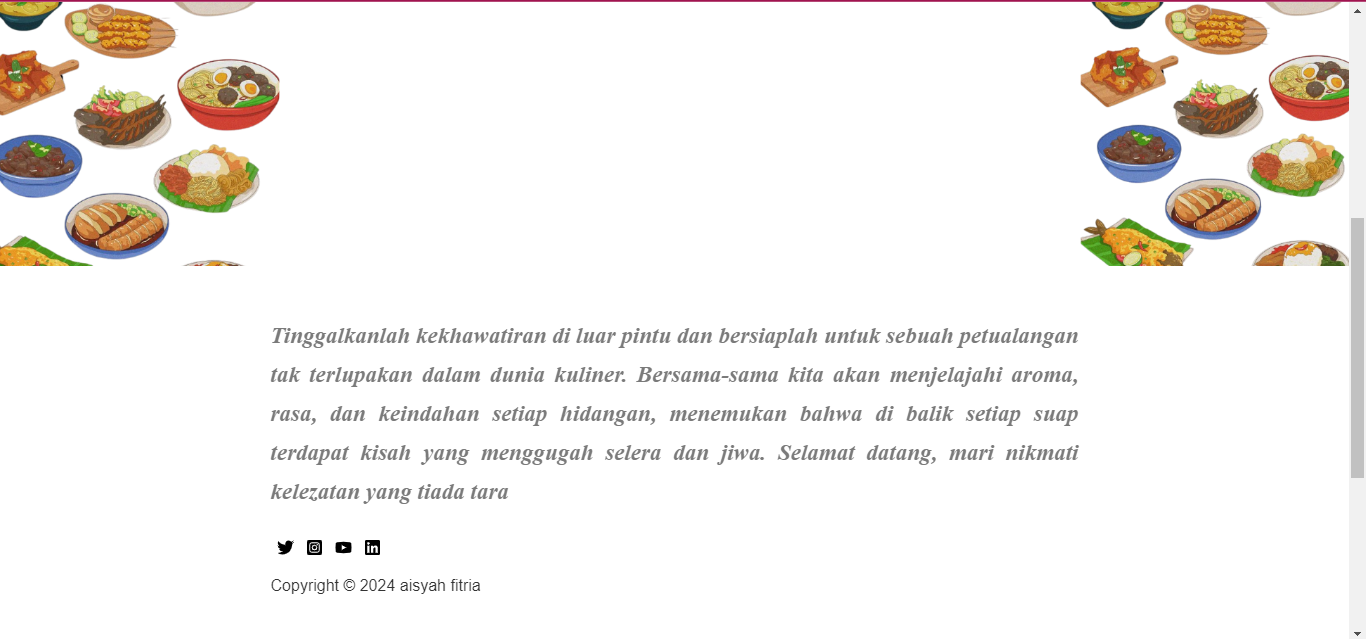 Tinggalkanlah kekhawatiran di luar pintu dan bersiaplah untuk sebuah petualangan
tak terlupakan dalam dunia kuliner. Bersama-sama kita akan menjelajahi aroma,
rasa, dan keindahan setiap hidangan, menemukan bahwa di balik setiap suap
terdapat kisah yang menggugah selera dan jiwa. Selamat datang, mari nikmati
kelezatan yang tiada tara
Copyright © 2024 aisyah fitria